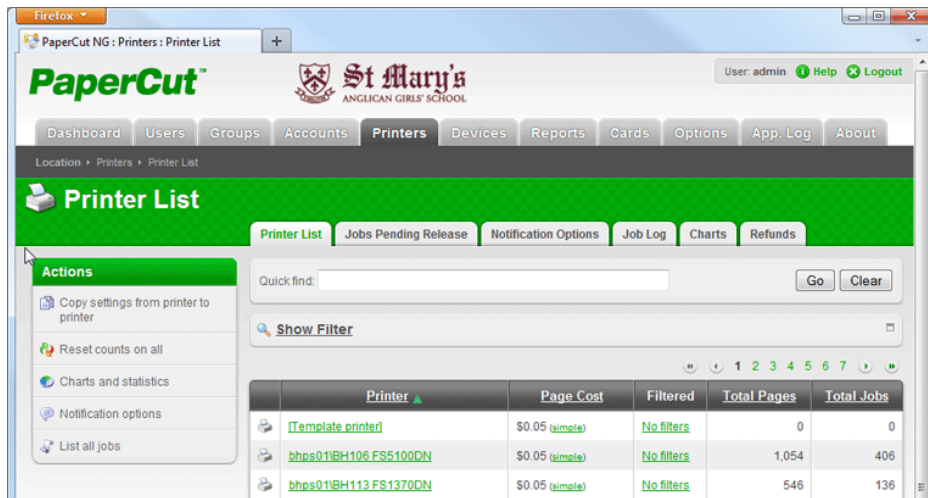 Firefox
PaperCut NG : Printers : Printer List
PaperCut™
St Mary's
ANGLICAN GIRLS' SCHOOL
User: admin Help Logout
Dashboard Users Groups Accounts Printers Devices Reports Cards Options App. Log About
Location Printers Printer List
Printer List
Printer List Jobs Pending Release Notification Options Job Log Charts Refunds
Actions
Copy settings from printer to
printer
Reset counts on all
Charts and statistics
Notification options
List all jobs
Quick find: Go Clear
Show Filter
1 2 3 4 5 6 7
Printer Page Cost Filtered Total Pages Total Jobs
[Template printer] $0.05 (simple) No filters 0 0
bhps01\BH106 FS5100DN $0.05 (simple) No filters 1,054 406
bhps01\BH113 FS1370DN $0.05 (simple) No filters 546 136